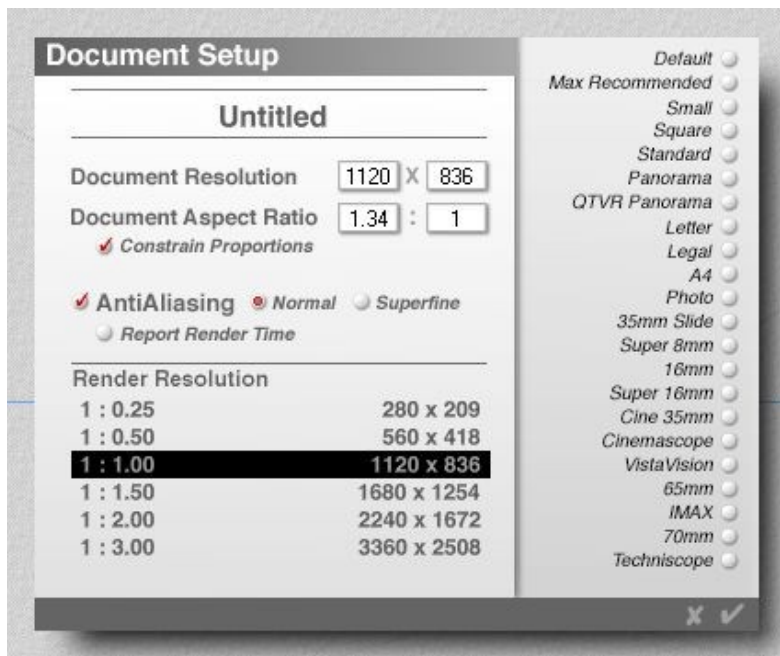 Document Setup
Untitled
Document Resolution 1120 X 836
Document Aspect Ratio 1.34 : 1
Constrain Proportions
AntiAliasing Normal Superfine
Report Render Time
Render Resolution
1 : 0.25 280 x 209
1 : 0.50 560 x 418
1 : 1.00 1120 x 836
1 : 1.50 1680 x 1254
1 : 2.00 2240 x 1672
1 : 3.00 3360 x 2508
Default
Max Recommended
Small
Square
Standard
Panorama
QTVR Panorama
Letter
Legal
A4
Photo
35mm Slide
Super 8mm
16mm
Super 16mm
Cine 35mm
Cinemascope
VistaVision
65mm
IMAX
70mm
Techniscope